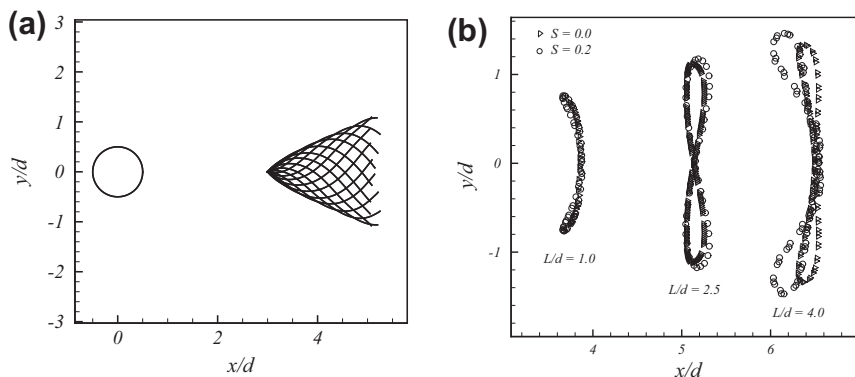 (a)
3
2
1
0
-1
-2
-3
y/d
0
2
4
x/d
(b)
S = 0.0
S = 0.2
1
0
-1
y/d
L/d = 1.0
L/d = 2.5
L/d = 4.0
4
5
6
x/d